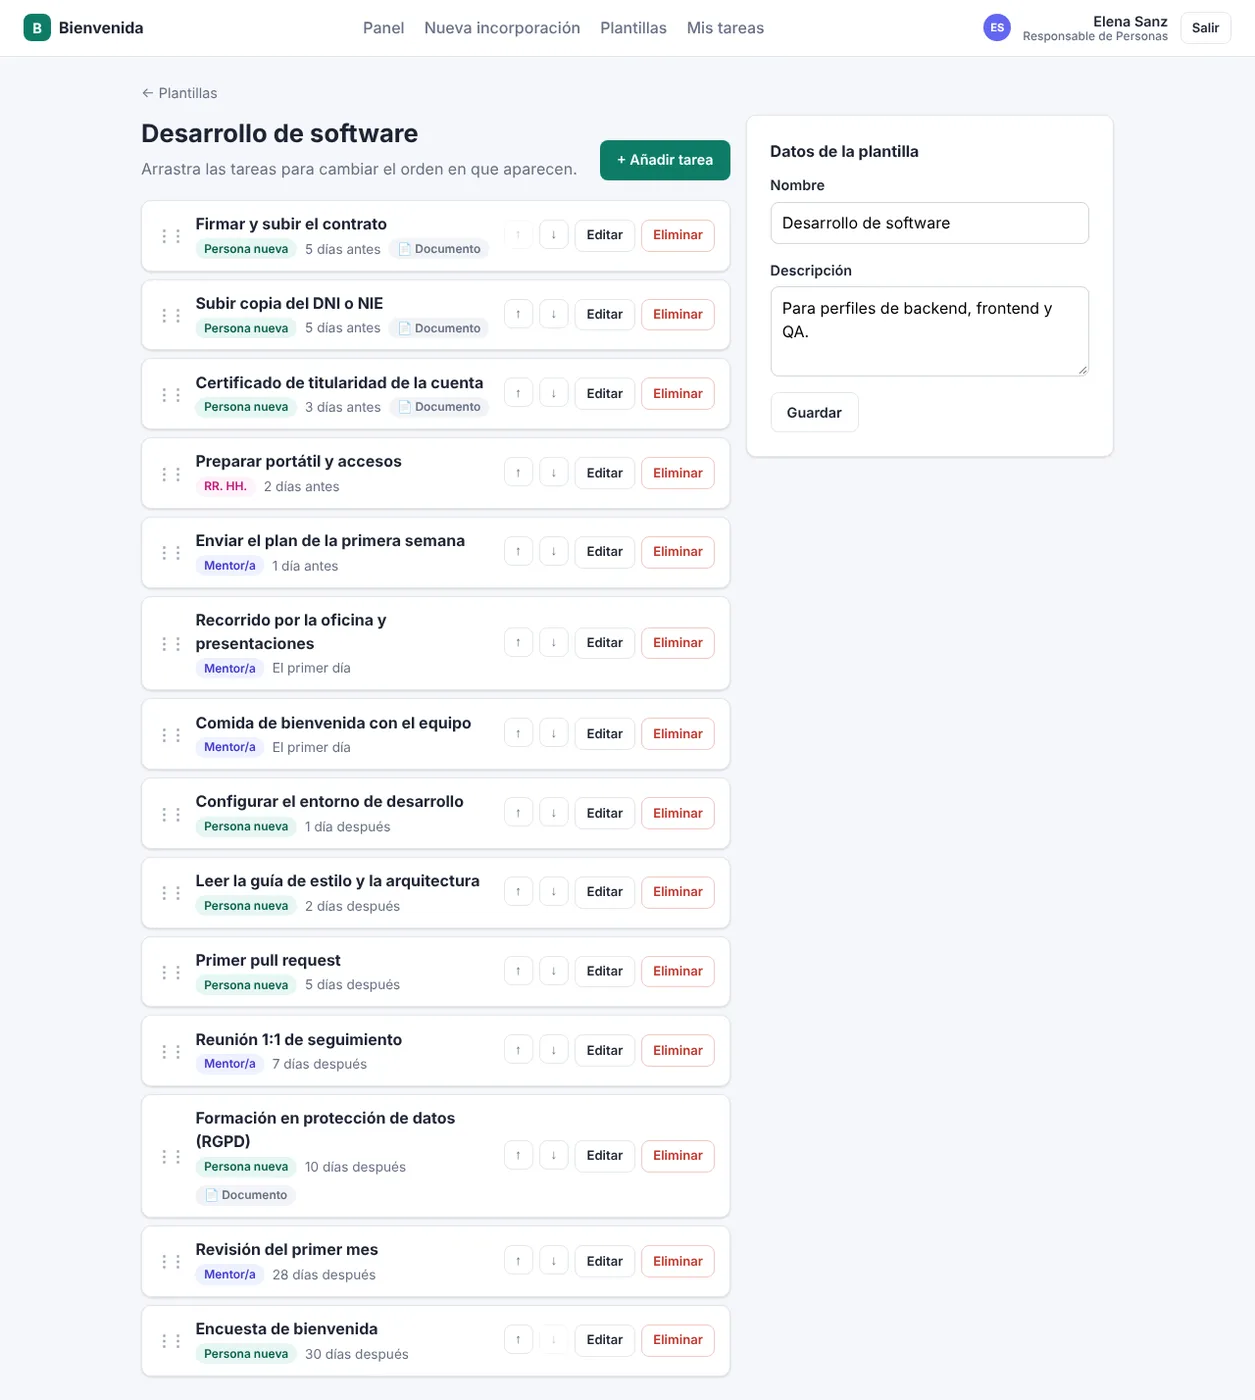 B Bienvenida
Panel Nueva incorporación Plantillas Mis tareas
ES
Elena Sanz
Responsable de Personas
Salir
← Plantillas
Desarrollo de software
Arrastra las tareas para cambiar el orden en que aparecen.
+ Añadir tarea
Firmar y subir el contrato
Persona nueva 5 días antes 📄 Documento
↑ ↓ Editar Eliminar
Subir copia del DNI o NIE
Persona nueva 5 días antes 📄 Documento
↑ ↓ Editar Eliminar
Certificado de titularidad de la cuenta
Persona nueva 3 días antes 📄 Documento
↑ ↓ Editar Eliminar
Preparar portátil y accesos
RR. HH. 2 días antes
↑ ↓ Editar Eliminar
Enviar el plan de la primera semana
Mentor/a 1 día antes
↑ ↓ Editar Eliminar
Recorrido por la oficina y
presentaciones
Mentor/a El primer día
↑ ↓ Editar Eliminar
Comida de bienvenida con el equipo
Mentor/a El primer día
↑ ↓ Editar Eliminar
Configurar el entorno de desarrollo
Persona nueva 1 día después
↑ ↓ Editar Eliminar
Leer la guía de estilo y la arquitectura
Persona nueva 2 días después
↑ ↓ Editar Eliminar
Primer pull request
Persona nueva 5 días después
↑ ↓ Editar Eliminar
Reunión 1:1 de seguimiento
Mentor/a 7 días después
↑ ↓ Editar Eliminar
Formación en protección de datos
(RGPD)
Persona nueva 10 días después
📄 Documento
↑ ↓ Editar Eliminar
Revisión del primer mes
Mentor/a 28 días después
↑ ↓ Editar Eliminar
Encuesta de bienvenida
Persona nueva 30 días después
↑ ↓ Editar Eliminar
Datos de la plantilla
Nombre
Desarrollo de software
Descripción
Para perfiles de backend, frontend y
QA.
Guardar